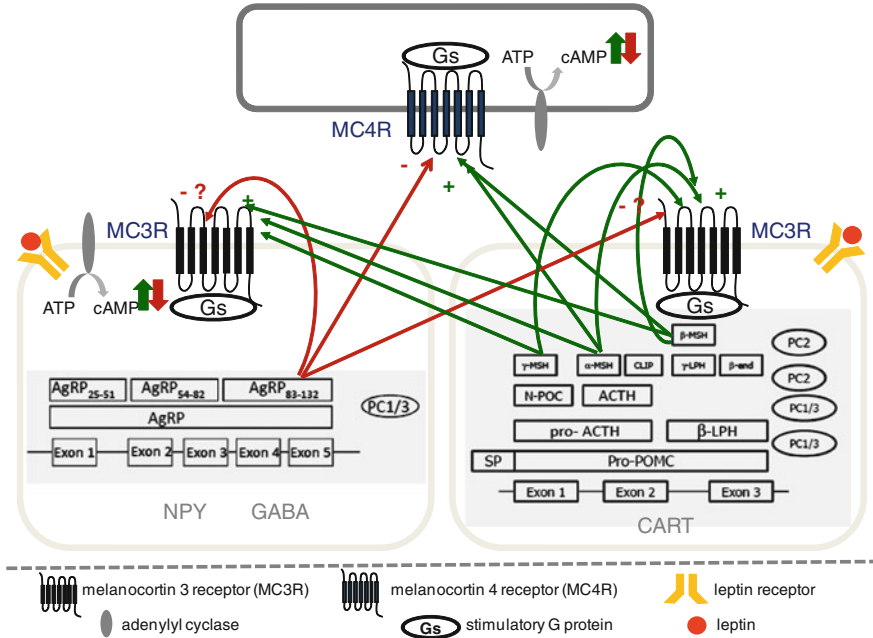 Gs
ATP cAMP
MC4R
-
+
- ?
+
- ?
+
MC3R
MC3R
ATP cAMP
Gs
Gs
β-MSH
PC2
γ-MSH α-MSH CLIP γ-LPH β-end
PC2
AgRP25-51 AgRP54-82 AgRP83-132
PC1/3
N-POC ACTH
PC1/3
AgRP
pro- ACTH β-LPH
PC1/3
Exon 1 Exon 2 Exon 3 Exon 4 Exon 5
SP Pro-POMC
Exon 1 Exon 2 Exon 3
NPY GABA
CART
melanocortin 3 receptor (MC3R)
melanocortin 4 receptor (MC4R)
leptin receptor
adenylyl cyclase
Gs stimulatory G protein
leptin